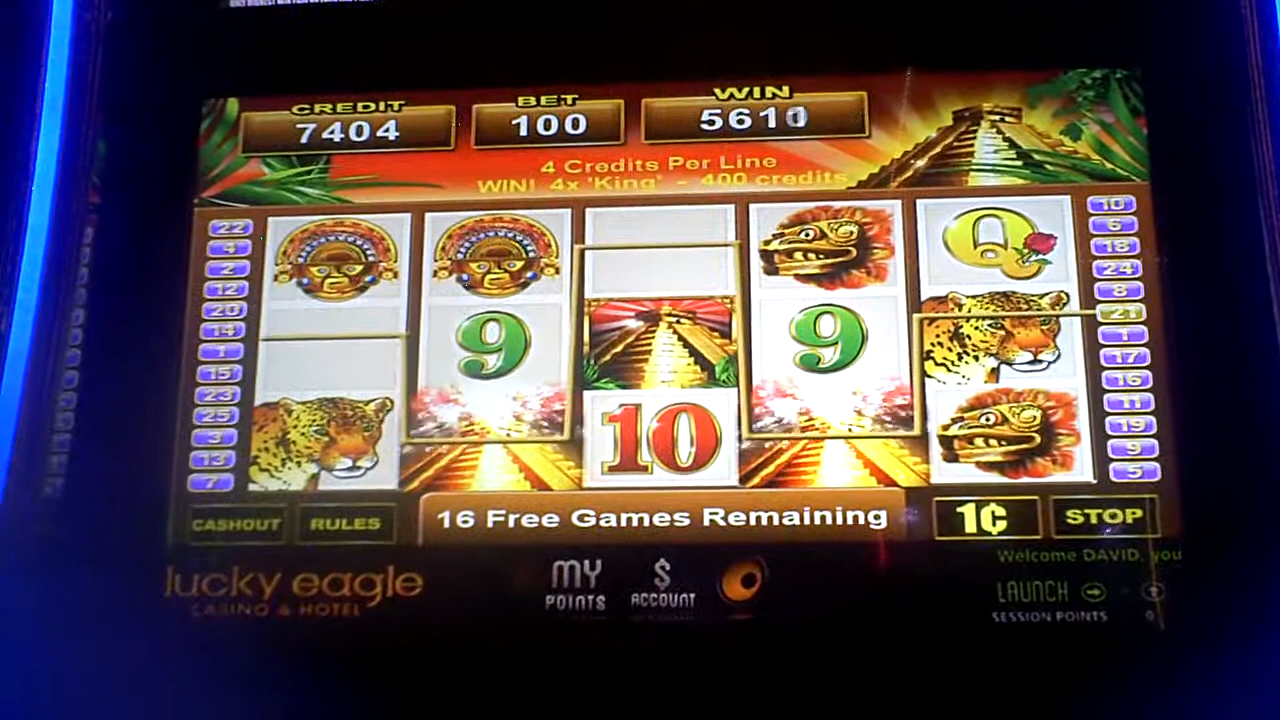 CREDIT BET WIN
7404 100 5610
4 Credits Per Line
WIN! 4x 'King' - 400 credits
22 10
4 6
2 18
12 24
20 8
14 21
1 1
15 17
23 16
25 11
3 19
13 9
7 5
Q
9 9
10
CASHOUT RULES 16 Free Games Remaining 1¢ STOP
Welcome DAVID, you
lucky eagle MY $ LAUNCH
CASINO & HOTEL POINTS ACCOUNT SESSION POINTS 0